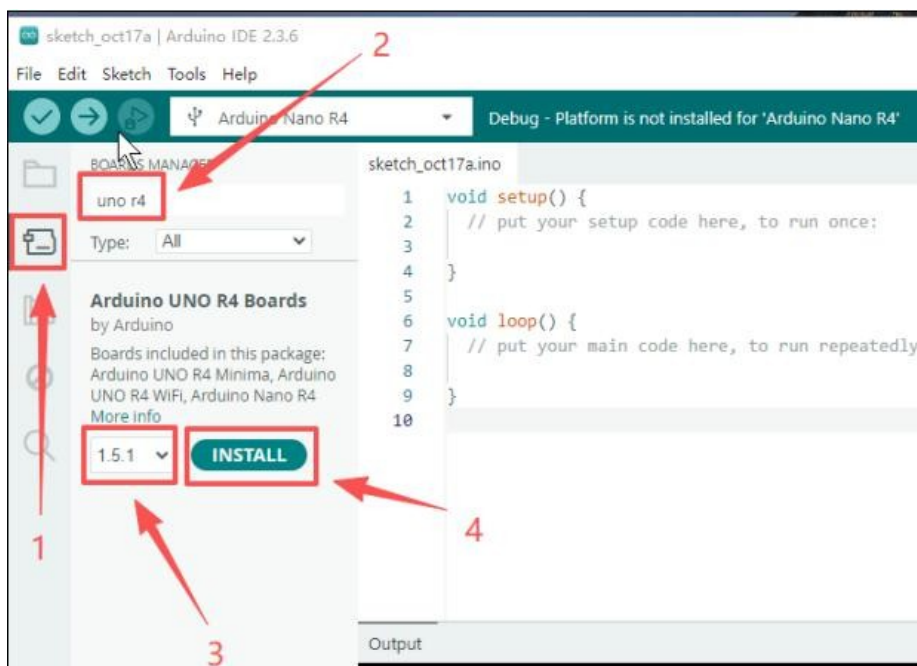 sketch_oct17a | Arduino IDE 2.3.6
2
File Edit Sketch Tools Help
Arduino Nano R4
Debug - Platform is not installed for 'Arduino Nano R4'
BOARDS MANAGER
sketch_oct17a.ino
uno r4
Type: All
Arduino UNO R4 Boards
by Arduino
Boards included in this package:
Arduino UNO R4 Minima, Arduino
UNO R4 WiFi, Arduino Nano R4
More info
1.5.1
INSTALL
1 void setup() {
2 // put your setup code here, to run once:
3
4 }
5
6 void loop() {
7 // put your main code here, to run repeatedly
8
9 }
10
1
3
4
Output